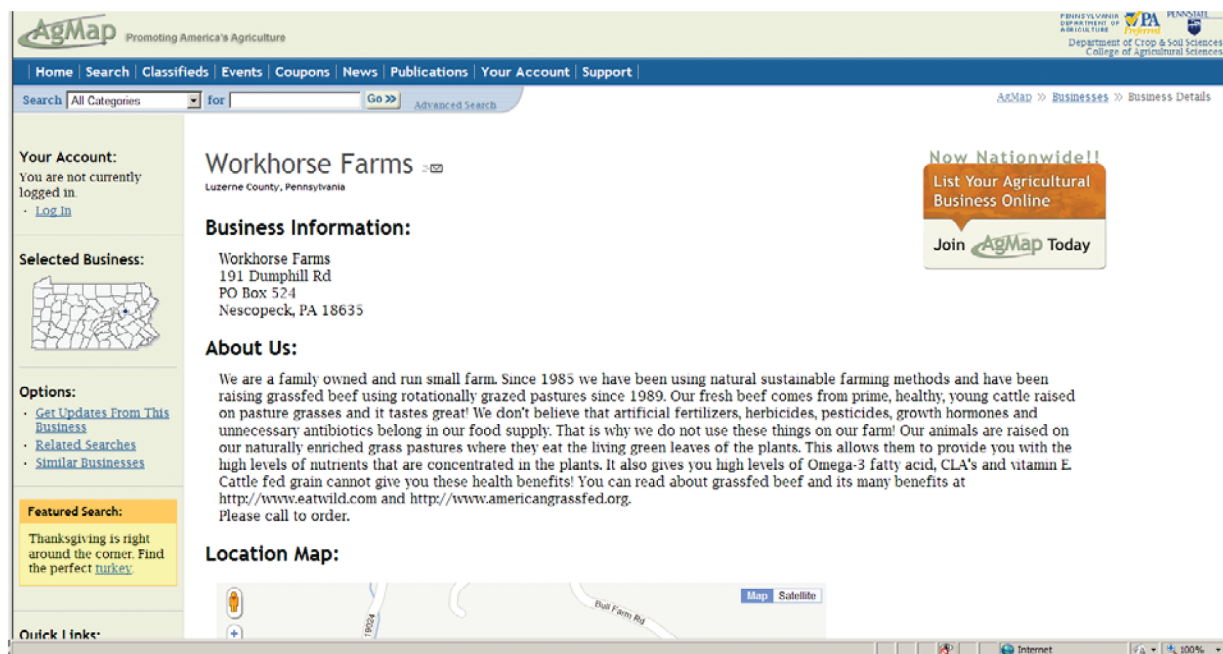 AgMap Promoting America's Agriculture
PENNSYLVANIA
DEPARTMENT OF
AGRICULTURE
PA
Preferred
PENNSTATE
Department of Crop & Soil Sciences
College of Agricultural Sciences
Home | Search | Classifieds | Events | Coupons | News | Publications | Your Account | Support |
Search All Categories for Go >> Advanced Search
AgMap >> Businesses >> Business Details
Your Account:
You are not currently
logged in.
· Log In
Selected Business:
Options:
· Get Updates From This
Business
· Related Searches
· Similar Businesses
Featured Search:
Thanksgiving is right
around the corner. Find
the perfect turkey.
Quick Links:
Workhorse Farms
Luzerne County, Pennsylvania
Business Information:
Workhorse Farms
191 Dumphill Rd
PO Box 524
Nescopeck, PA 18635
About Us:
We are a family owned and run small farm. Since 1985 we have been using natural sustainable farming methods and have been
raising grassfed beef using rotationally grazed pastures since 1989. Our fresh beef comes from prime, healthy, young cattle raised
on pasture grasses and it tastes great! We don't believe that artificial fertilizers, herbicides, pesticides, growth hormones and
unnecessary antibiotics belong in our food supply. That is why we do not use these things on our farm! Our animals are raised on
our naturally enriched grass pastures where they eat the living green leaves of the plants. This allows them to provide you with the
high levels of nutrients that are concentrated in the plants. It also gives you high levels of Omega-3 fatty acid, CLA's and vitamin E.
Cattle fed grain cannot give you these health benefits! You can read about grassfed beef and its many benefits at
http://www.eatwild.com and http://www.americangrassfed.org.
Please call to order.
Location Map:
Map Satellite
Bull Farm Rd
19024
Now Nationwide!!
List Your Agricultural
Business Online
Join AgMap Today
Internet
100%